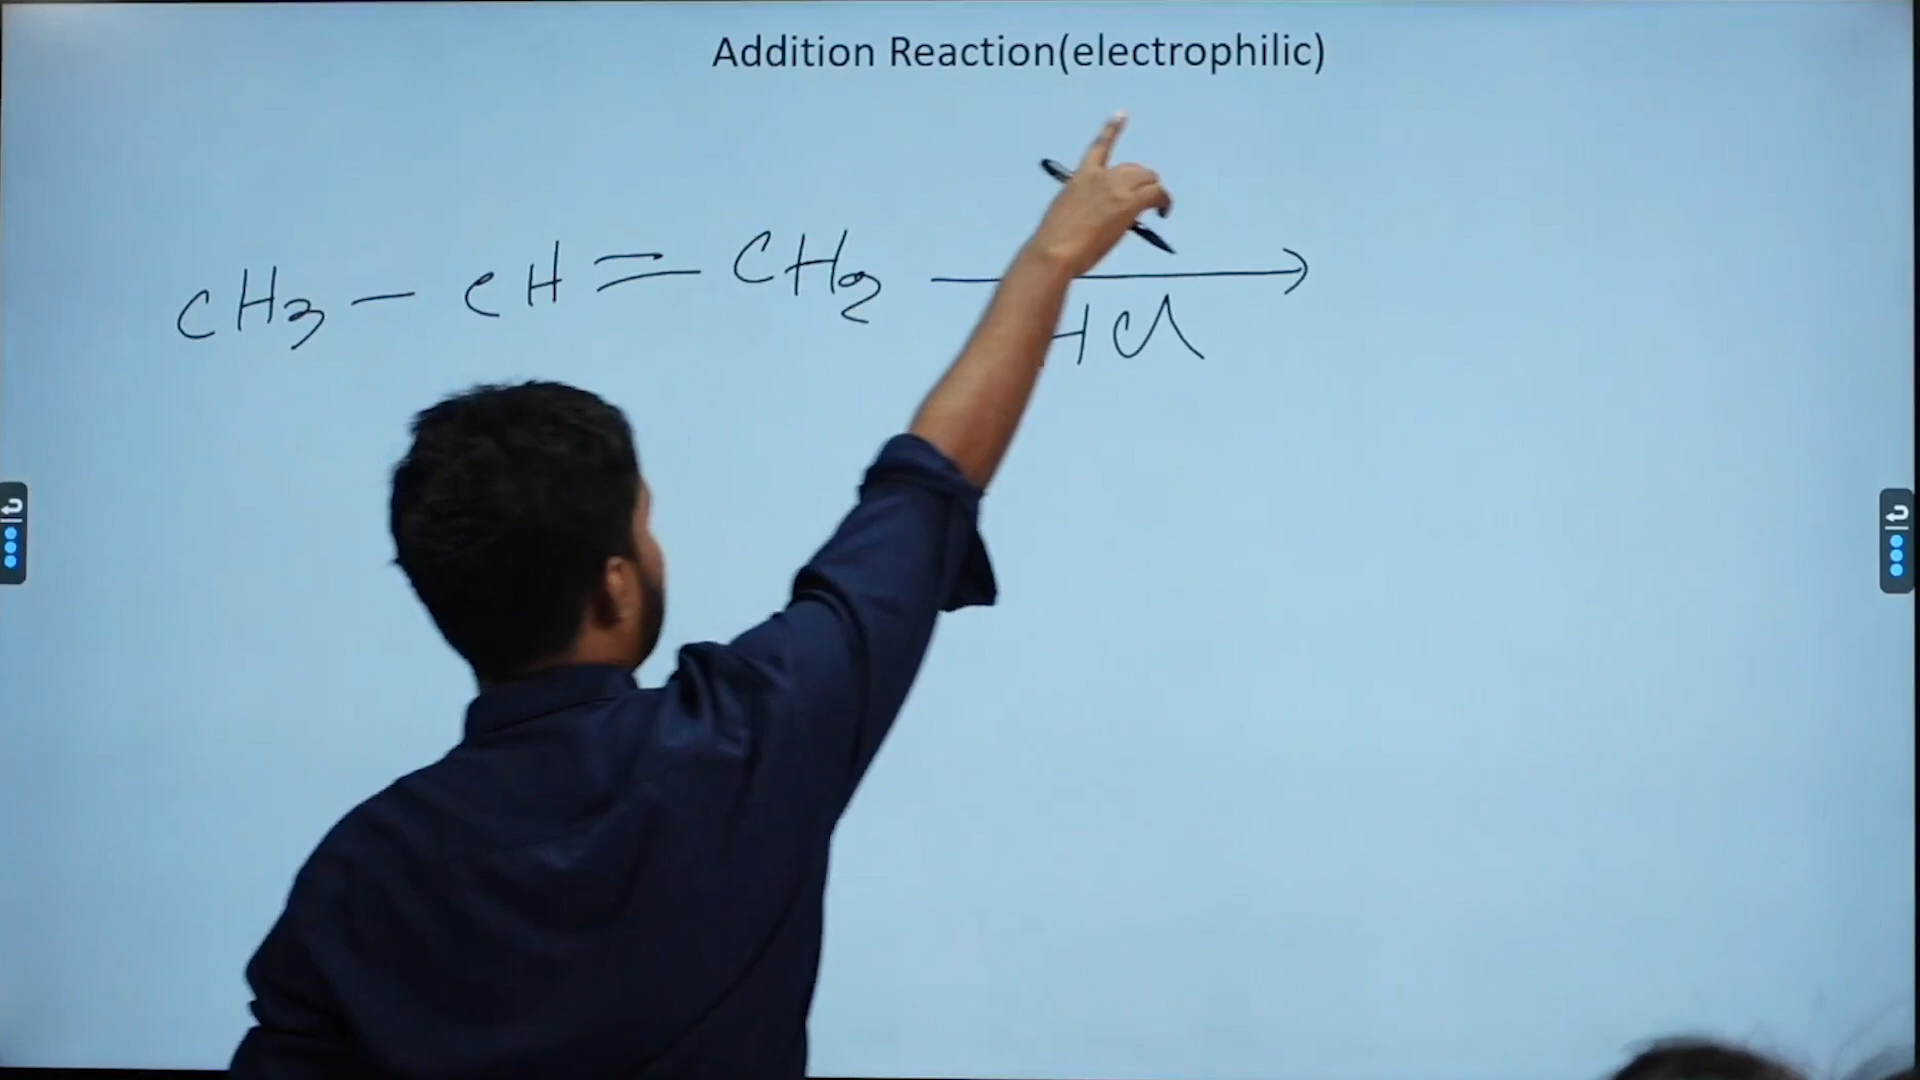 Addition Reaction(electrophilic)
CH3 - CH = CH2 ⟶
HCl